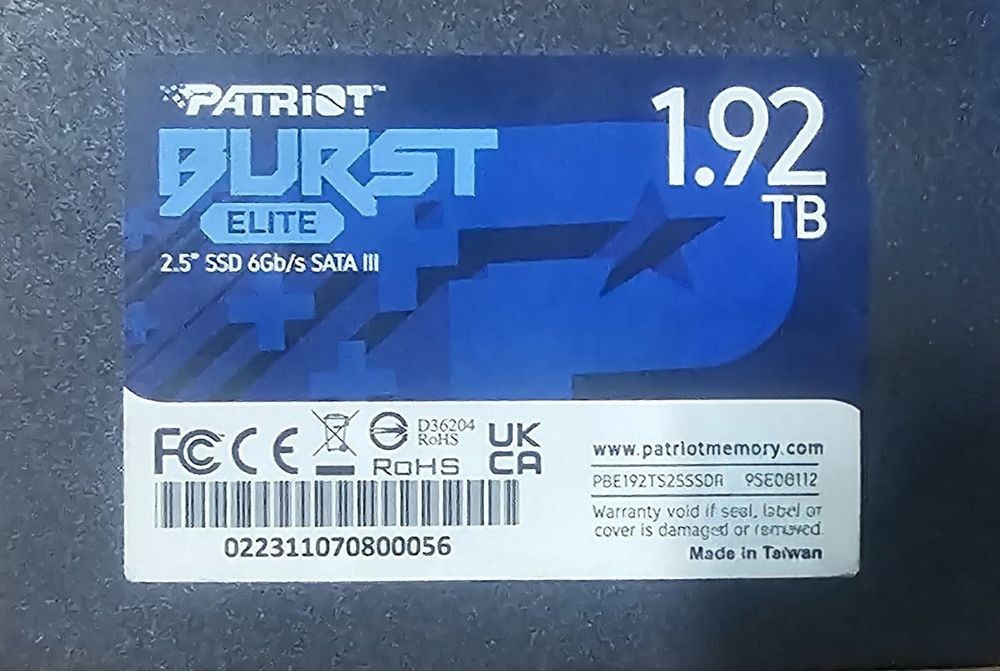 PATRIOT™
BURST
ELITE
2.5" SSD 6Gb/s SATA III
1.92
TB
FC CE
D36204
RoHS
RoHS
UK
CA
022311070800056
www.patriotmemory.com
PBE192TS25SSDR 9SE08112
Warranty void if seal, label or
cover is damaged or removed.
Made in Taiwan